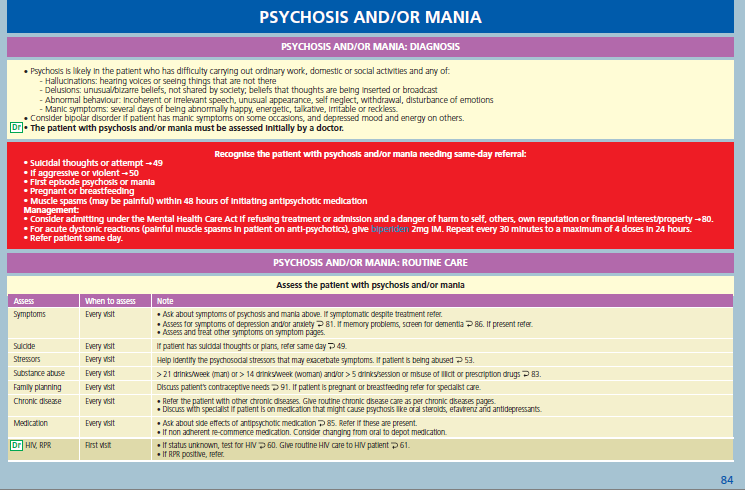 PSYCHOSIS AND/OR MANIA
PSYCHOSIS AND/OR MANIA: DIAGNOSIS
• Psychosis is likely in the patient who has difficulty carrying out ordinary work, domestic or social activities and any of:
- Hallucinations: hearing voices or seeing things that are not there
- Delusions: unusual/bizarre beliefs, not shared by society; beliefs that thoughts are being inserted or broadcast
- Abnormal behaviour: incoherent or irrelevant speech, unusual appearance, self neglect, withdrawal, disturbance of emotions
- Manic symptoms: several days of being abnormally happy, energetic, talkative, irritable or reckless.
• Consider bipolar disorder if patient has manic symptoms on some occasions, and depressed mood and energy on others.
Dr • The patient with psychosis and/or mania must be assessed initially by a doctor.
Recognise the patient with psychosis and/or mania needing same-day referral:
• Suicidal thoughts or attempt →49
• If aggressive or violent →50
• First episode psychosis or mania
• Pregnant or breastfeeding
• Muscle spasms (may be painful) within 48 hours of initiating antipsychotic medication
Management:
• Consider admitting under the Mental Health Care Act if refusing treatment or admission and a danger of harm to self, others, own reputation or financial interest/property →80.
• For acute dystonic reactions (painful muscle spasms in patient on anti-psychotics), give biperiden 2mg IM. Repeat every 30 minutes to a maximum of 4 doses in 24 hours.
• Refer patient same day.
PSYCHOSIS AND/OR MANIA: ROUTINE CARE
Assess the patient with psychosis and/or mania
Assess When to assess Note
Symptoms Every visit • Ask about symptoms of psychosis and mania above. If symptomatic despite treatment refer.
• Assess for symptoms of depression and/or anxiety ⊃ 81. If memory problems, screen for dementia ⊃ 86. If present refer.
• Assess and treat other symptoms on symptom pages.
Suicide Every visit If patient has suicidal thoughts or plans, refer same day ⊃ 49.
Stressors Every visit Help identify the psychosocial stressors that may exacerbate symptoms. If patient is being abused ⊃ 53.
Substance abuse Every visit > 21 drinks/week (man) or > 14 drinks/week (woman) and/or > 5 drinks/session or misuse of illicit or prescription drugs ⊃ 83.
Family planning Every visit Discuss patient's contraceptive needs ⊃ 91. If patient is pregnant or breastfeeding refer for specialist care.
Chronic disease Every visit • Refer the patient with other chronic diseases. Give routine chronic disease care as per chronic diseases pages.
• Discuss with specialist if patient is on medication that might cause psychosis like oral steroids, efavirenz and antidepressants.
Medication Every visit • Ask about side effects of antipsychotic medication ⊃ 85. Refer if these are present.
• If non adherent re-commence medication. Consider changing from oral to depot medication.
Dr HIV, RPR First visit • If status unknown, test for HIV ⊃ 60. Give routine HIV care to HIV patient ⊃ 61.
• If RPR positive, refer.
84